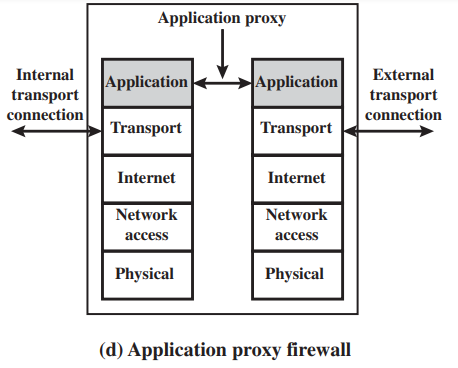 Application proxy
Internal
transport
connection
External
transport
connection
Application
Application
Transport
Transport
Internet
Internet
Network
access
Network
access
Physical
Physical
(d) Application proxy firewall